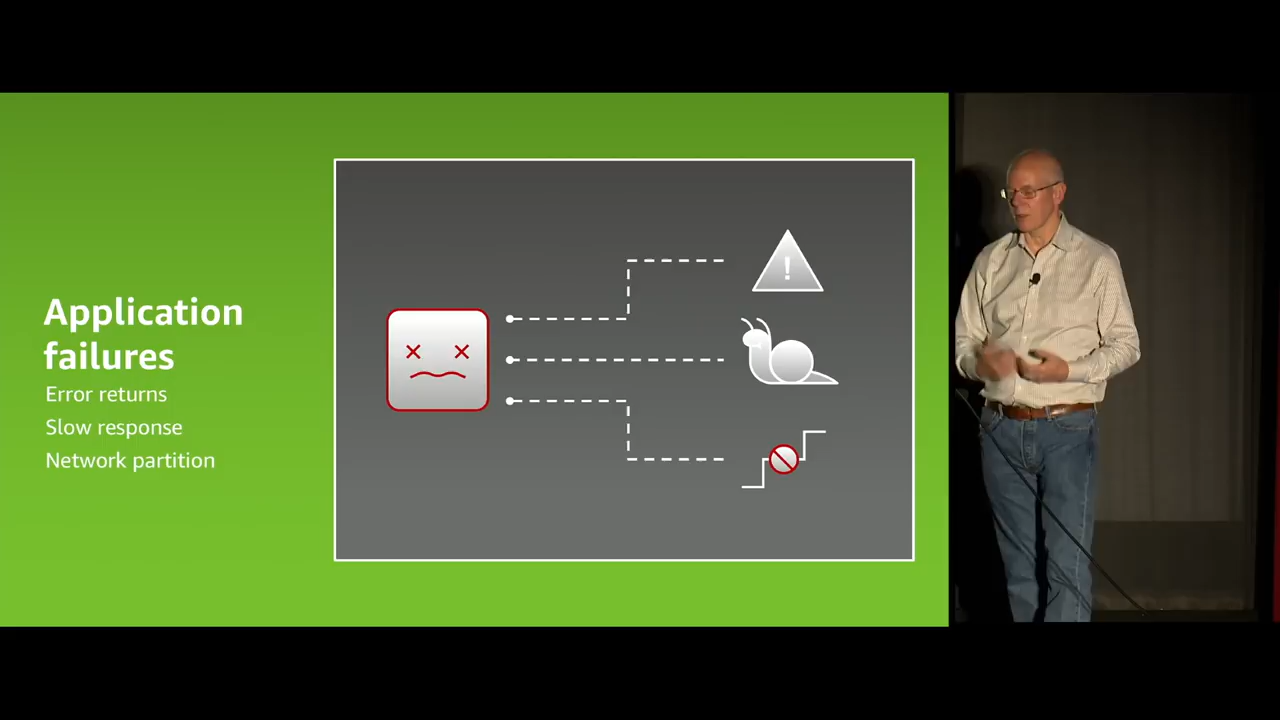 Application
failures
Error returns
Slow response
Network partition
!